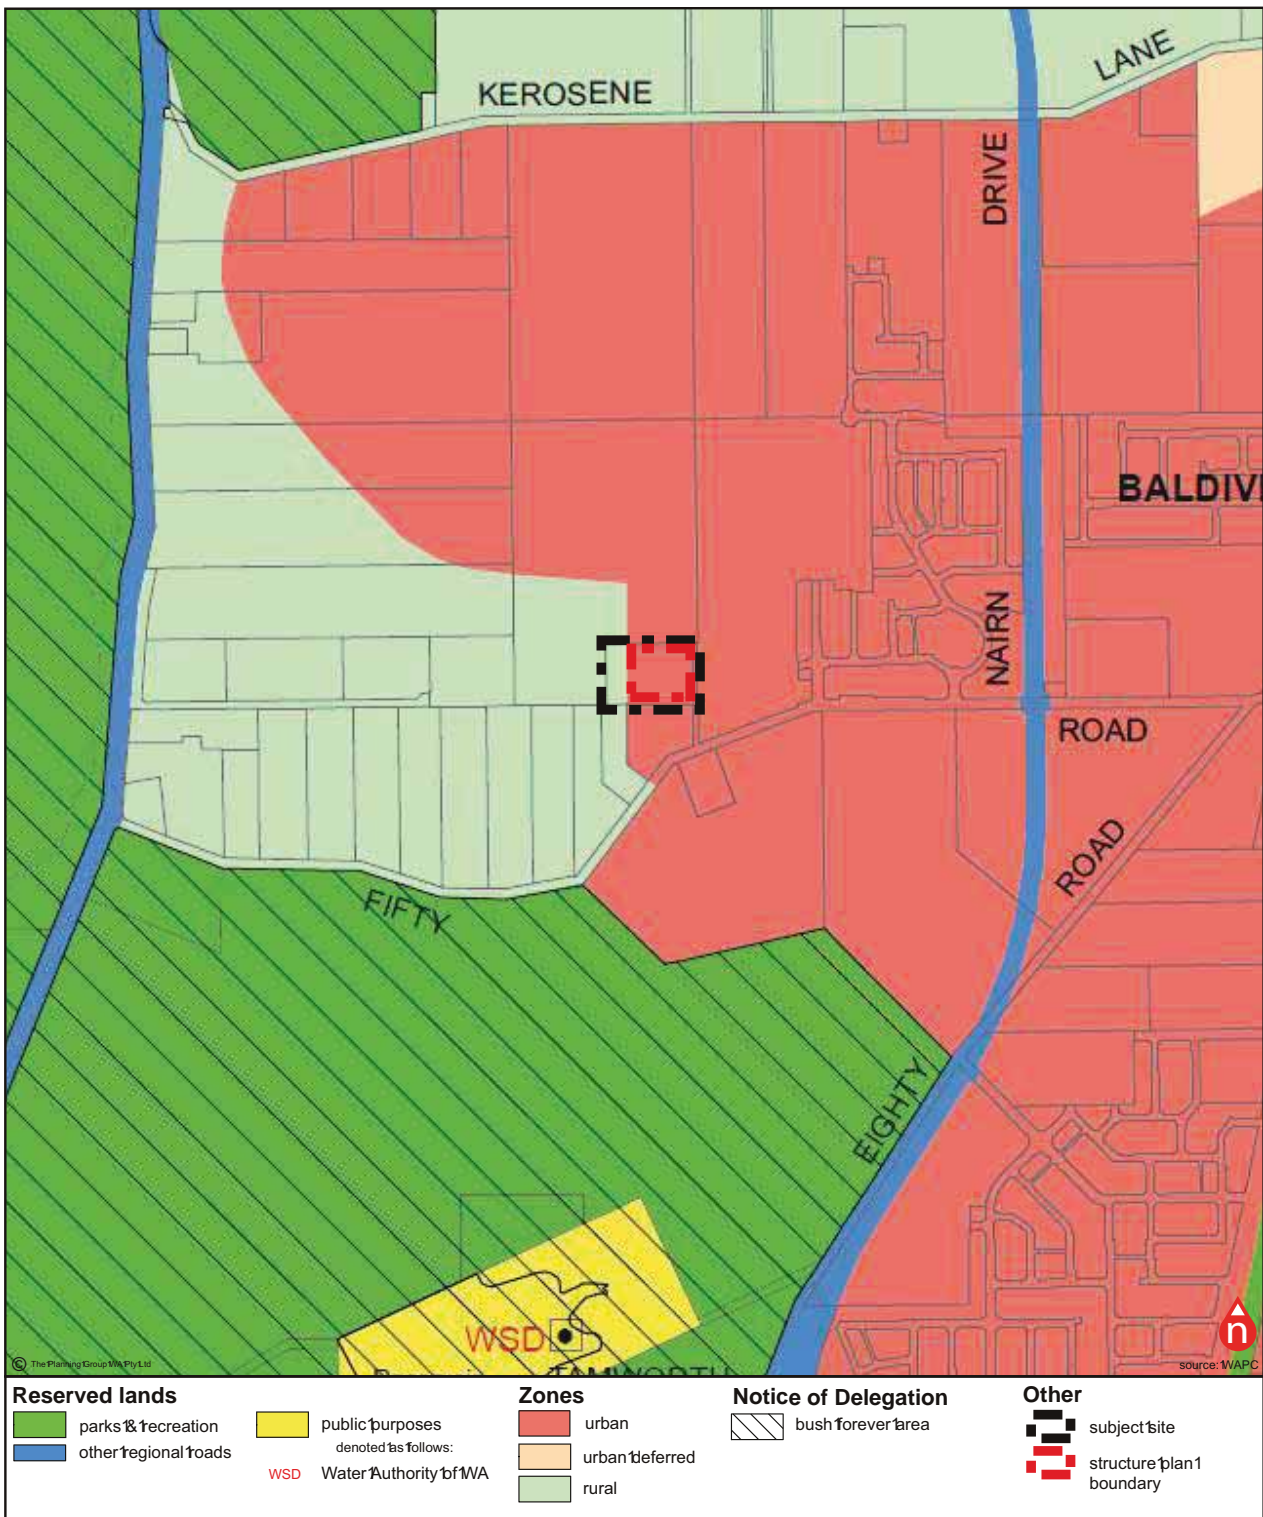 KEROSENE
LANE
DRIVE
BALDIVI
NAIRN
ROAD
ROAD
FIFTY
EIGHTY
WSD
TAMWORTH
n
© The Planning Group WA Pty Ltd
source: WAPC
Reserved lands
parks & recreation
other regional roads
public purposes
denoted as follows:
WSD Water Authority of WA
Zones
urban
urban deferred
rural
Notice of Delegation
bush forever area
Other
subject site
structure plan 1
boundary